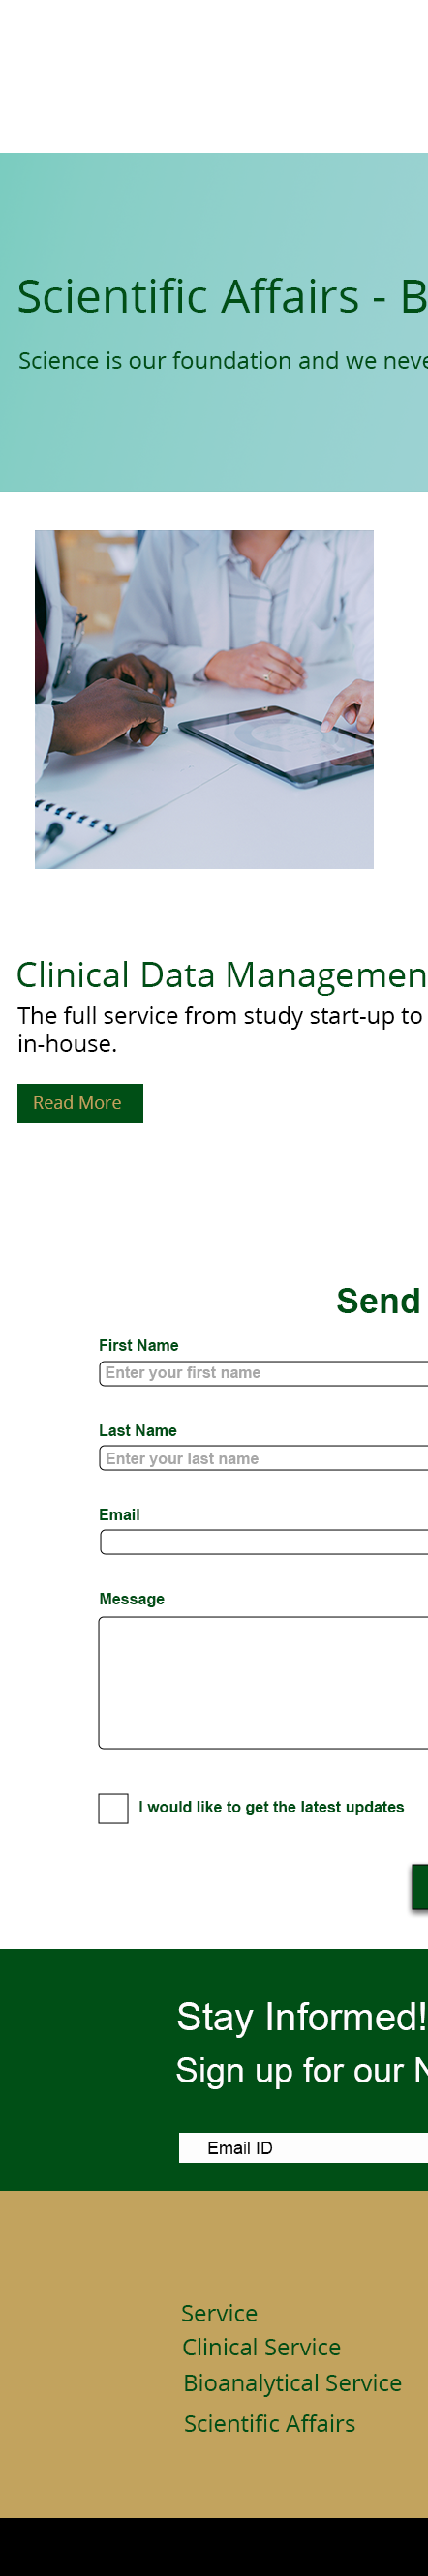 Scientific Affairs - B
Science is our foundation and we neve
Clinical Data Managemen
The full service from study start-up to
in-house.
Read More
Send
First Name
Enter your first name
Last Name
Enter your last name
Email
Message
I would like to get the latest updates
Stay Informed!
Sign up for our N
Email ID
Service
Clinical Service
Bioanalytical Service
Scientific Affairs